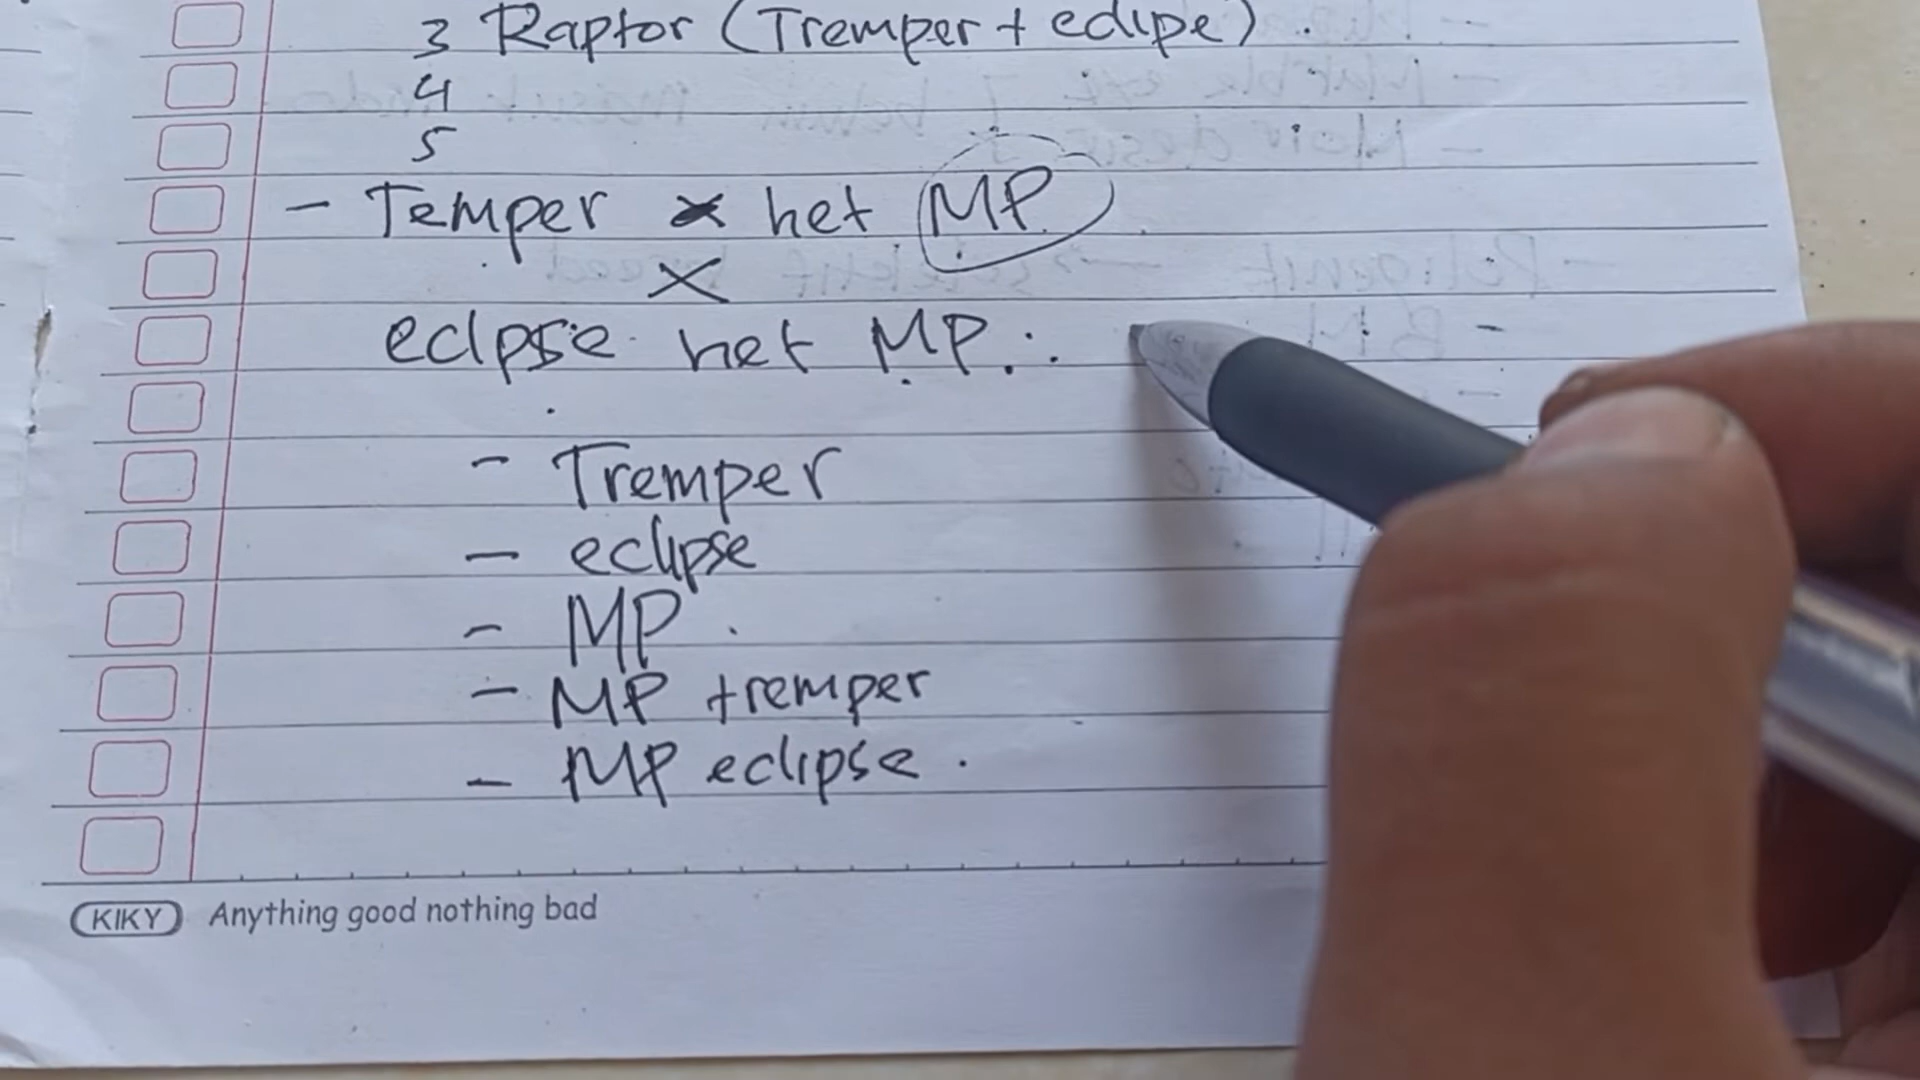 3 Raptor (Tremper + eclipe)
4
5
- Temper x het MP
x
eclpse het MP
- Tremper
- eclipse
- MP
- MP tremper
- MP eclipse
KIKY Anything good nothing bad